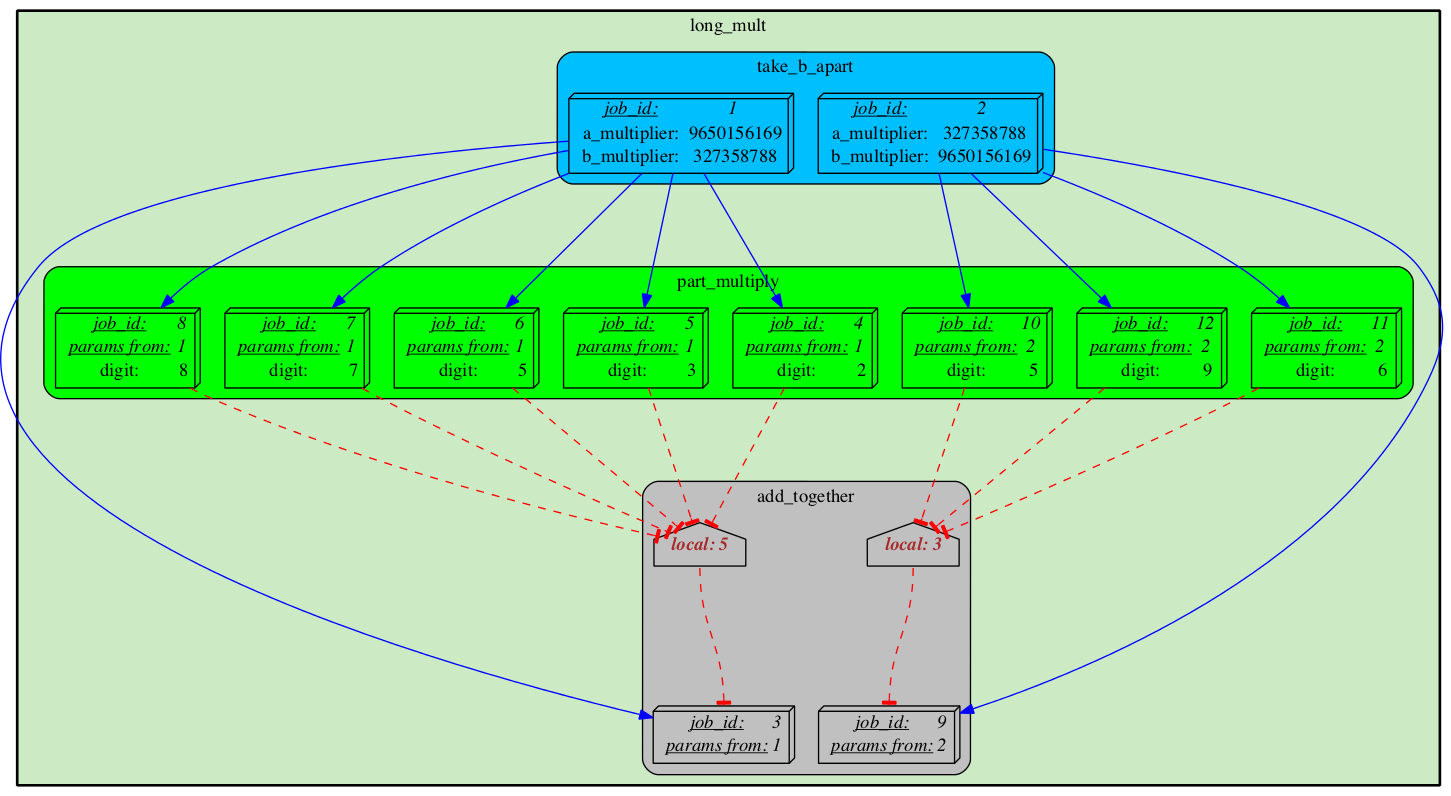 long_mult
take_b_apart
job_id: 1
a_multiplier: 9650156169
b_multiplier: 327358788
job_id: 2
a_multiplier: 327358788
b_multiplier: 9650156169
part_multiply
job_id: 8
params from: 1
digit: 8
job_id: 7
params from: 1
digit: 7
job_id: 6
params from: 1
digit: 5
job_id: 5
params from: 1
digit: 3
job_id: 4
params from: 1
digit: 2
job_id: 10
params from: 2
digit: 5
job_id: 12
params from: 2
digit: 9
job_id: 11
params from: 2
digit: 6
add_together
local: 5
local: 3
job_id: 3
params from: 1
job_id: 9
params from: 2